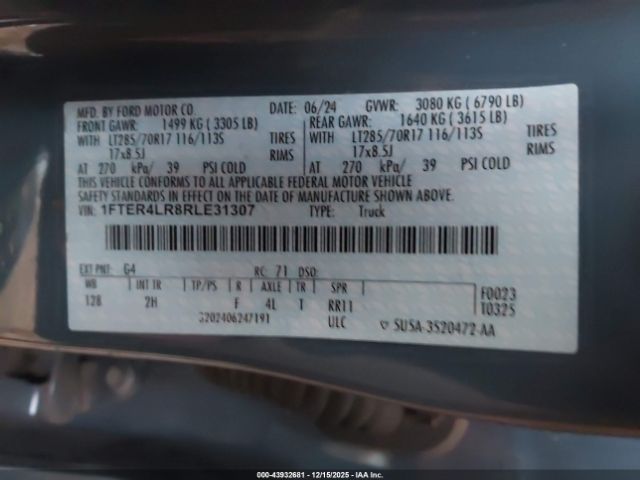 MFD. BY FORD MOTOR CO. DATE: 06/24 GVWR: 3080 KG ( 6790 LB)
FRONT GAWR: 1499 KG ( 3305 LB) REAR GAWR: 1640 KG ( 3615 LB)
WITH LT285/70R17 116/113S TIRES WITH LT285/70R17 116/113S TIRES
17x8.5J RIMS 17x8.5J RIMS
AT 270 kPa/ 39 PSI COLD AT 270 kPa/ 39 PSI COLD
THIS VEHICLE CONFORMS TO ALL APPLICABLE FEDERAL MOTOR VEHICLE
SAFETY STANDARDS IN EFFECT ON THE DATE OF MANUFACTURE SHOWN ABOVE.
VIN: 1FTER4LR8RLE31307 TYPE: Truck
EXT PNT: G4 RC: 71 DSO:
WB INT TR TP/PS R AXLE TR SPR
128 2H F 4L T RR11
F0023
T0325
3202406247191 ULC
SU5A-3520472-AA
000-43932681 - 12/15/2025 - IAA Inc.